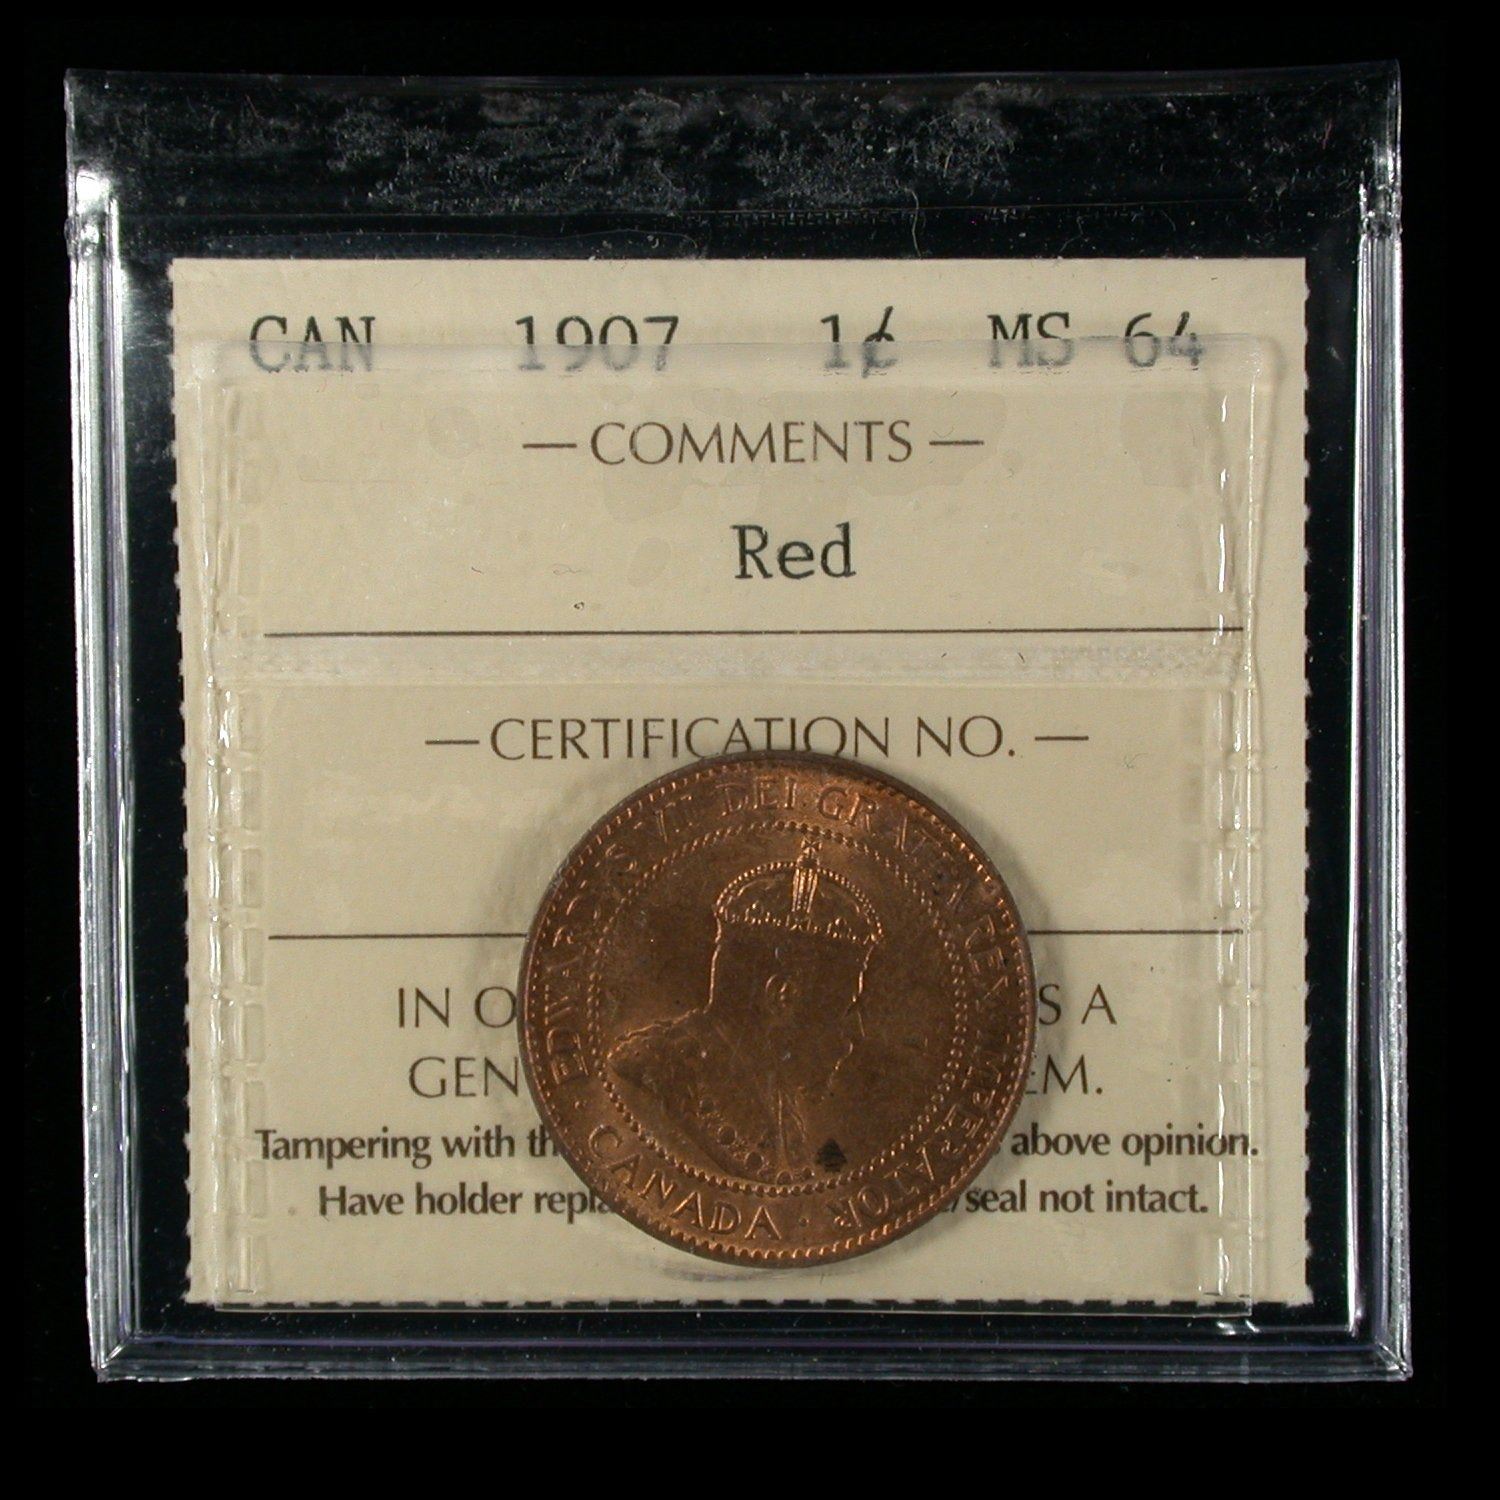 CAN 1907 1¢ MS 64
— COMMENTS —
Red
— CERTIFICATION NO. —
EDWARDVS VII DEI GRATIA REX IMPERATOR
· CANADA ·
IN O S A
GEN EM.
Tampering with th above opinion.
Have holder repla /seal not intact.